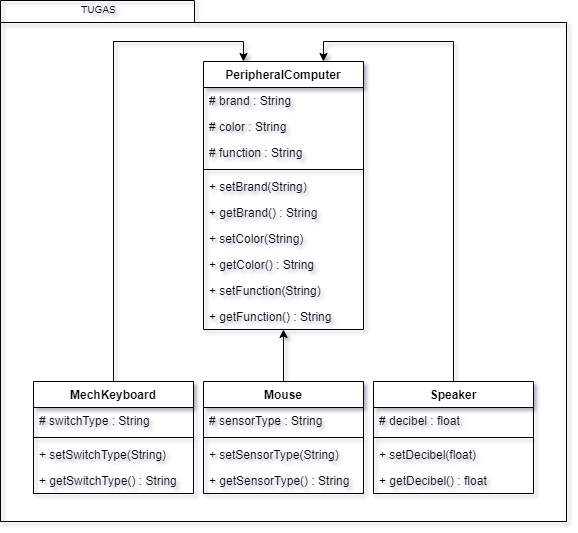 TUGAS
PeripheralComputer
# brand : String
# color : String
# function : String
+ setBrand(String)
+ getBrand() : String
+ setColor(String)
+ getColor() : String
+ setFunction(String)
+ getFunction() : String
MechKeyboard
# switchType : String
+ setSwitchType(String)
+ getSwitchType() : String
Mouse
# sensorType : String
+ setSensorType(String)
+ getSensorType() : String
Speaker
# decibel : float
+ setDecibel(float)
+ getDecibel() : float